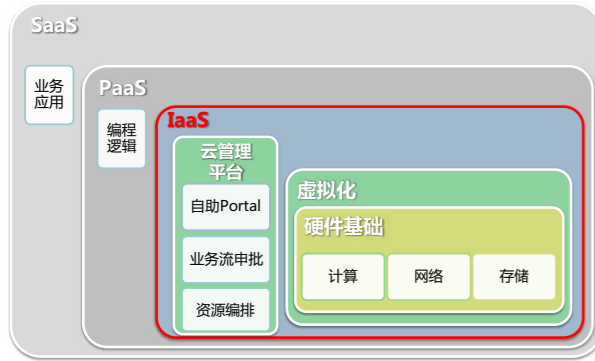 SaaS
业务
应用
PaaS
编程
逻辑
IaaS
云管理
平台
自助Portal
业务流申批
资源编排
虚拟化
硬件基础
计算
网络
存储